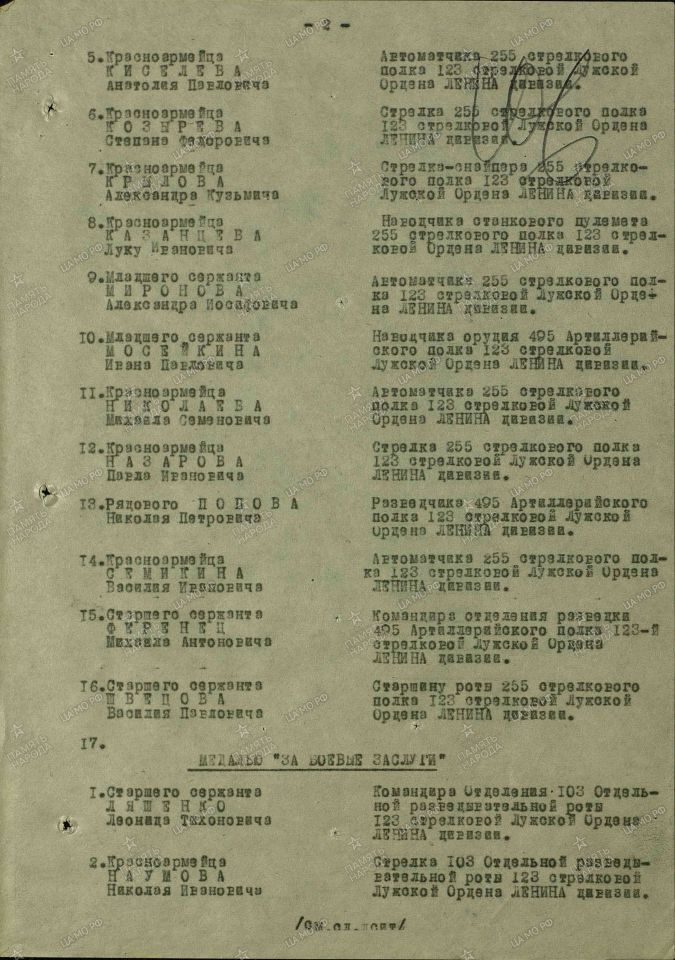 - 2 -
5.Красноармейца Автоматчика 255 стрелкового
КИСЕЛЕВА полка 123 стрелковой Лужской
Анатолия Павловича Ордена ЛЕНИНА дивизии.
6.Красноармейца Стрелка 255 стрелкового полка
КОЗЫРЕВА 123 стрелковой Лужской Ордена
Степана Федоровича ЛЕНИНА дивизии
7.Красноармейца Стрелка-снайпера 255 стрелко-
КРЫЛОВА вого полка 123 стрелковой
Александра Кузьмича Лужской Ордена ЛЕНИНА дивизии.
8.Красноармейца Наводчика станкового пулемета
КАЗАНЦЕВА 255 стрелкового полка 123 стрел-
Луку Ивановича ковой Ордена ЛЕНИНА дивизии.
9.Младшего сержанта Автоматчика 255 стрелкового пол-
МИРОНОВА ка 123 стрелковой Лужской Орде-
Александра Иосифовича на ЛЕНИНА дивизии.
10.Младшего сержанта Наводчика орудия 495 Артиллерий-
МОСЕЙКИНА ского полка 123 стрелковой
Ивана Павловича Лужской Ордена ЛЕНИНА дивизии.
11.Красноармейца Автоматчика 255 стрелкового
НИКОЛАЕВА полка 123 стрелковой Лужской
Михаила Семеновича Ордена ЛЕНИНА дивизии.
12.Красноармейца Стрелка 255 стрелкового полка
НАЗАРОВА 123 стрелковой Лужской Ордена
Павла Ивановича ЛЕНИНА дивизии.
13.Рядового ПОПОВА Разведчика 495 Артиллерийского
Николая Петровича полка 123 стрелковой Лужской
Ордена ЛЕНИНА дивизии.
14.Красноармейца Автоматчика 255 стрелкового пол-
СЕМИКИНА ка 123 стрелковой Лужской Ордена
Василия Ивановича ЛЕНИНА дивизии.
15.Старшего сержанта Командира отделения разведки
ФЕРЕНЕЦ 495 Артиллерийского полка 123-й
Михаила Антоновича стрелковой Лужской Ордена
ЛЕНИНА дивизии.
16.Старшего сержанта Старшину роты 255 стрелкового
ШВЕЦОВА полка 123 стрелковой Лужской
Василия Павловича Ордена ЛЕНИНА дивизии.
17.
МЕДАЛЬЮ "ЗА БОЕВЫЕ ЗАСЛУГИ"
1.Старшего сержанта Командира Отделения 103 Отдель-
ЛЯШЕНКО ной разведывательной роты
Леонида Тихоновича 123 стрелковой Лужской Ордена
ЛЕНИНА дивизии.
2.Красноармейца Стрелка 103 Отдельной разведы-
НАУМОВА вательной роты 123 стрелковой
Николая Ивановича Лужской Ордена ЛЕНИНА дивизии.
/См.сл.лист/
ПАМЯТЬ НАРОДА
ЦАМО.РФ